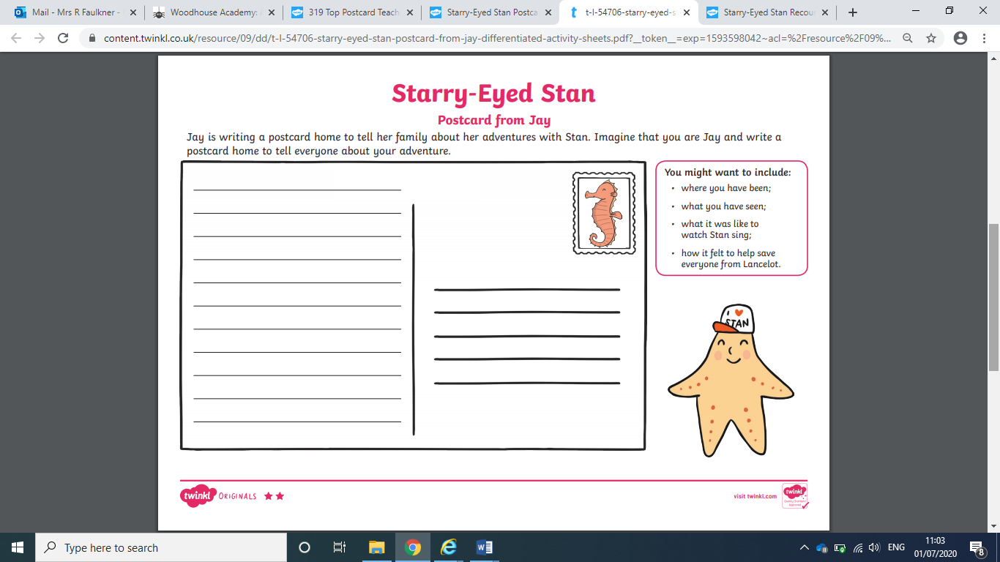 Mail - Mrs R Faulkner -
Woodhouse Academy:
319 Top Postcard Teach
Starry-Eyed Stan Postca
t-l-54706-starry-eyed-s
Starry-Eyed Stan Recou
content.twinkl.co.uk/resource/09/dd/t-l-54706-starry-eyed-stan-postcard-from-jay-differentiated-activity-sheets.pdf?__token__=exp=1593598042~acl=%2Fresource%2F09%...
Starry-Eyed Stan
Postcard from Jay
Jay is writing a postcard home to tell her family about her adventures with Stan. Imagine that you are Jay and write a
postcard home to tell everyone about your adventure.
You might want to include:
• where you have been;
• what you have seen;
• what it was like to
watch Stan sing;
• how it felt to help save
everyone from Lancelot.
I
STAN
twinkl ORIGINALS
visit twinkl.com
twinkl
Quality Standard
Approved
Type here to search
ENG
11:03
01/07/2020
8